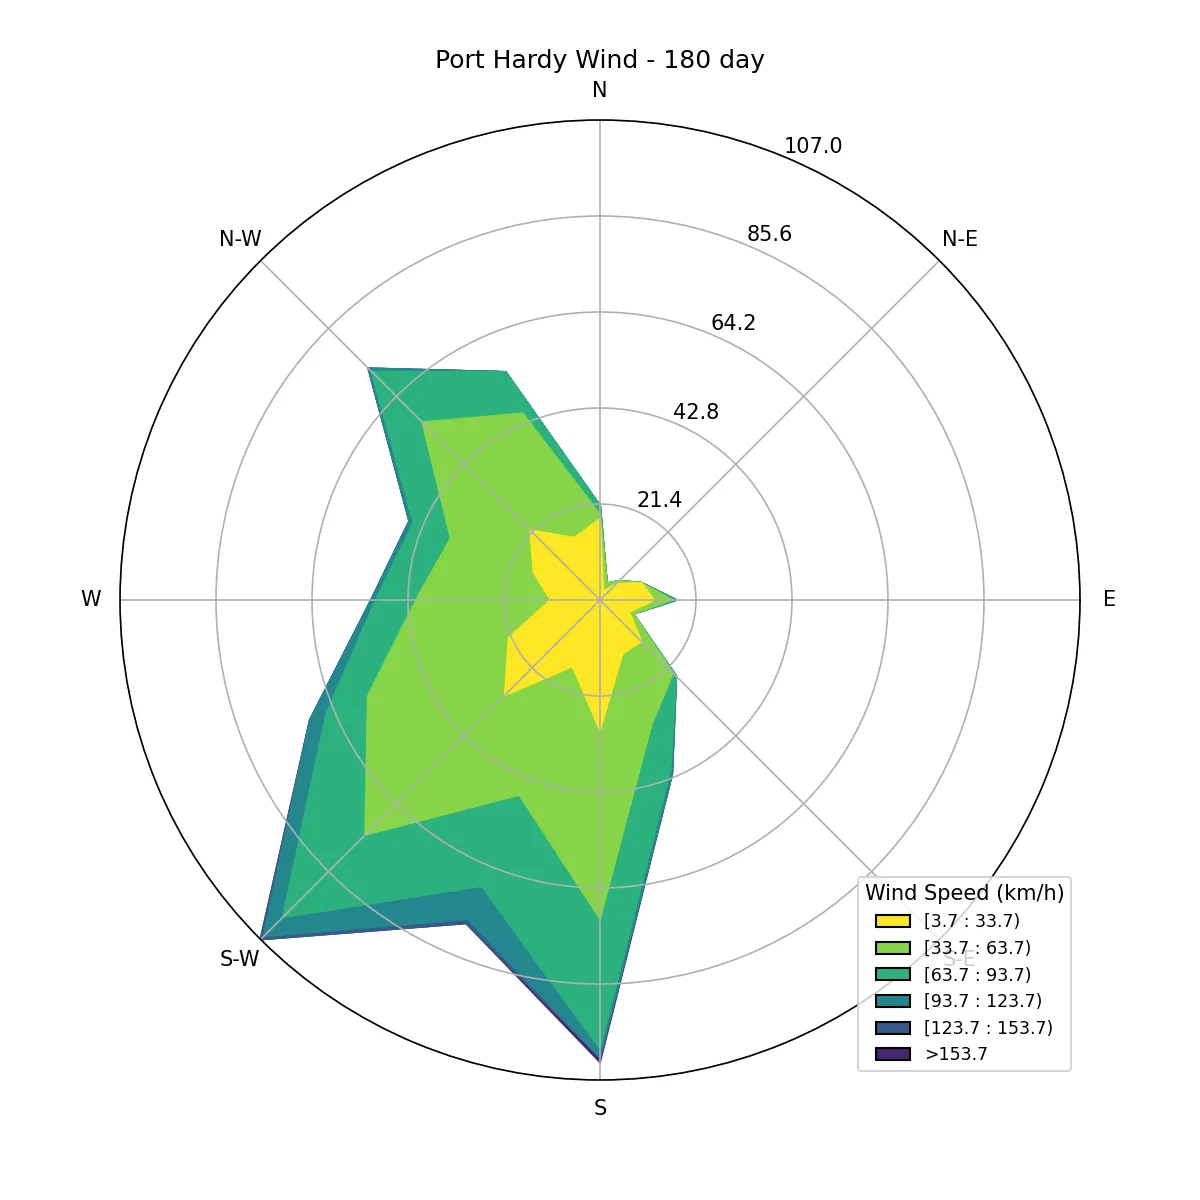 Port Hardy Wind - 180 day
N
107.0
N-W
85.6
N-E
64.2
42.8
21.4
W
E
Wind Speed (km/h)
[3.7 : 33.7)
[33.7 : 63.7)
S-W
S-E
[63.7 : 93.7)
[93.7 : 123.7)
[123.7 : 153.7)
>153.7
S